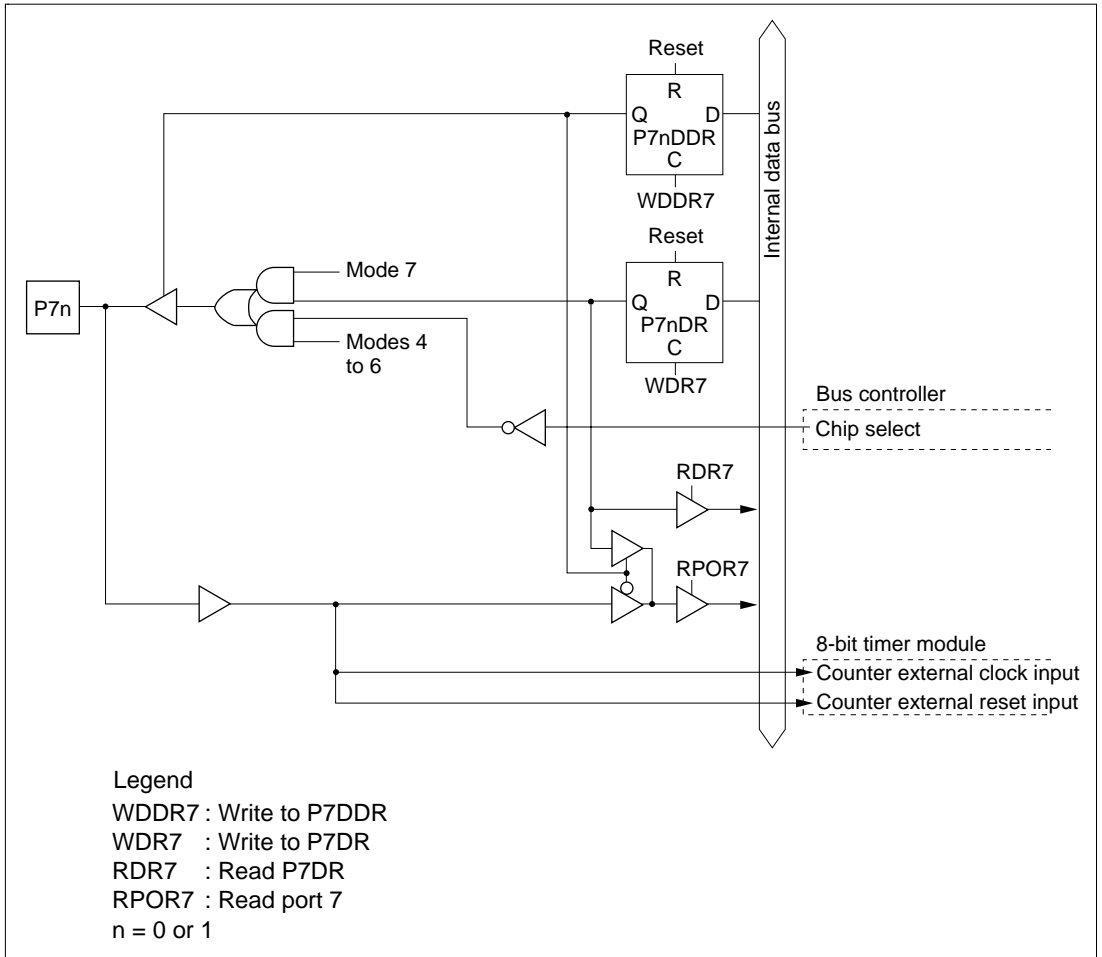 Reset
R
Q D
P7nDDR
C
WDDR7
Internal data bus
Reset
R
Q D
P7nDR
C
WDR7
Mode 7
P7n
Modes 4
to 6
Bus controller
Chip select
RDR7
RPOR7
8-bit timer module
Counter external clock input
Counter external reset input
Legend
WDDR7 : Write to P7DDR
WDR7 : Write to P7DR
RDR7 : Read P7DR
RPOR7 : Read port 7
n = 0 or 1